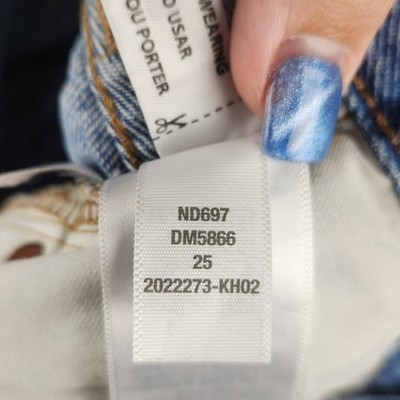 WEARING
O USAR
OU PORTER
ND697
DM5866
25
2022273-KH02